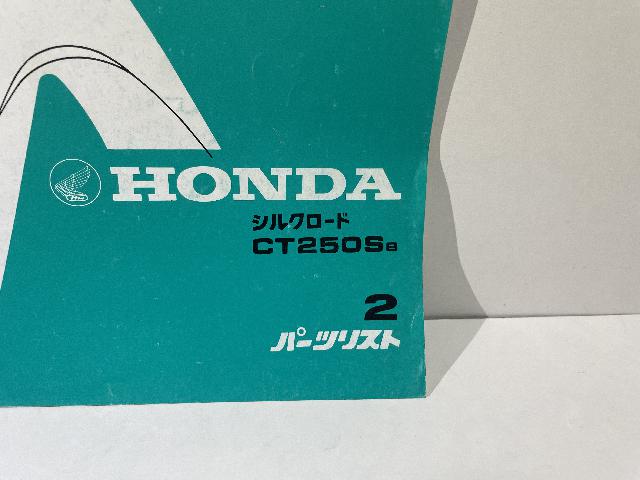 HONDA
シルクロード
CT250SB
2
パーツリスト